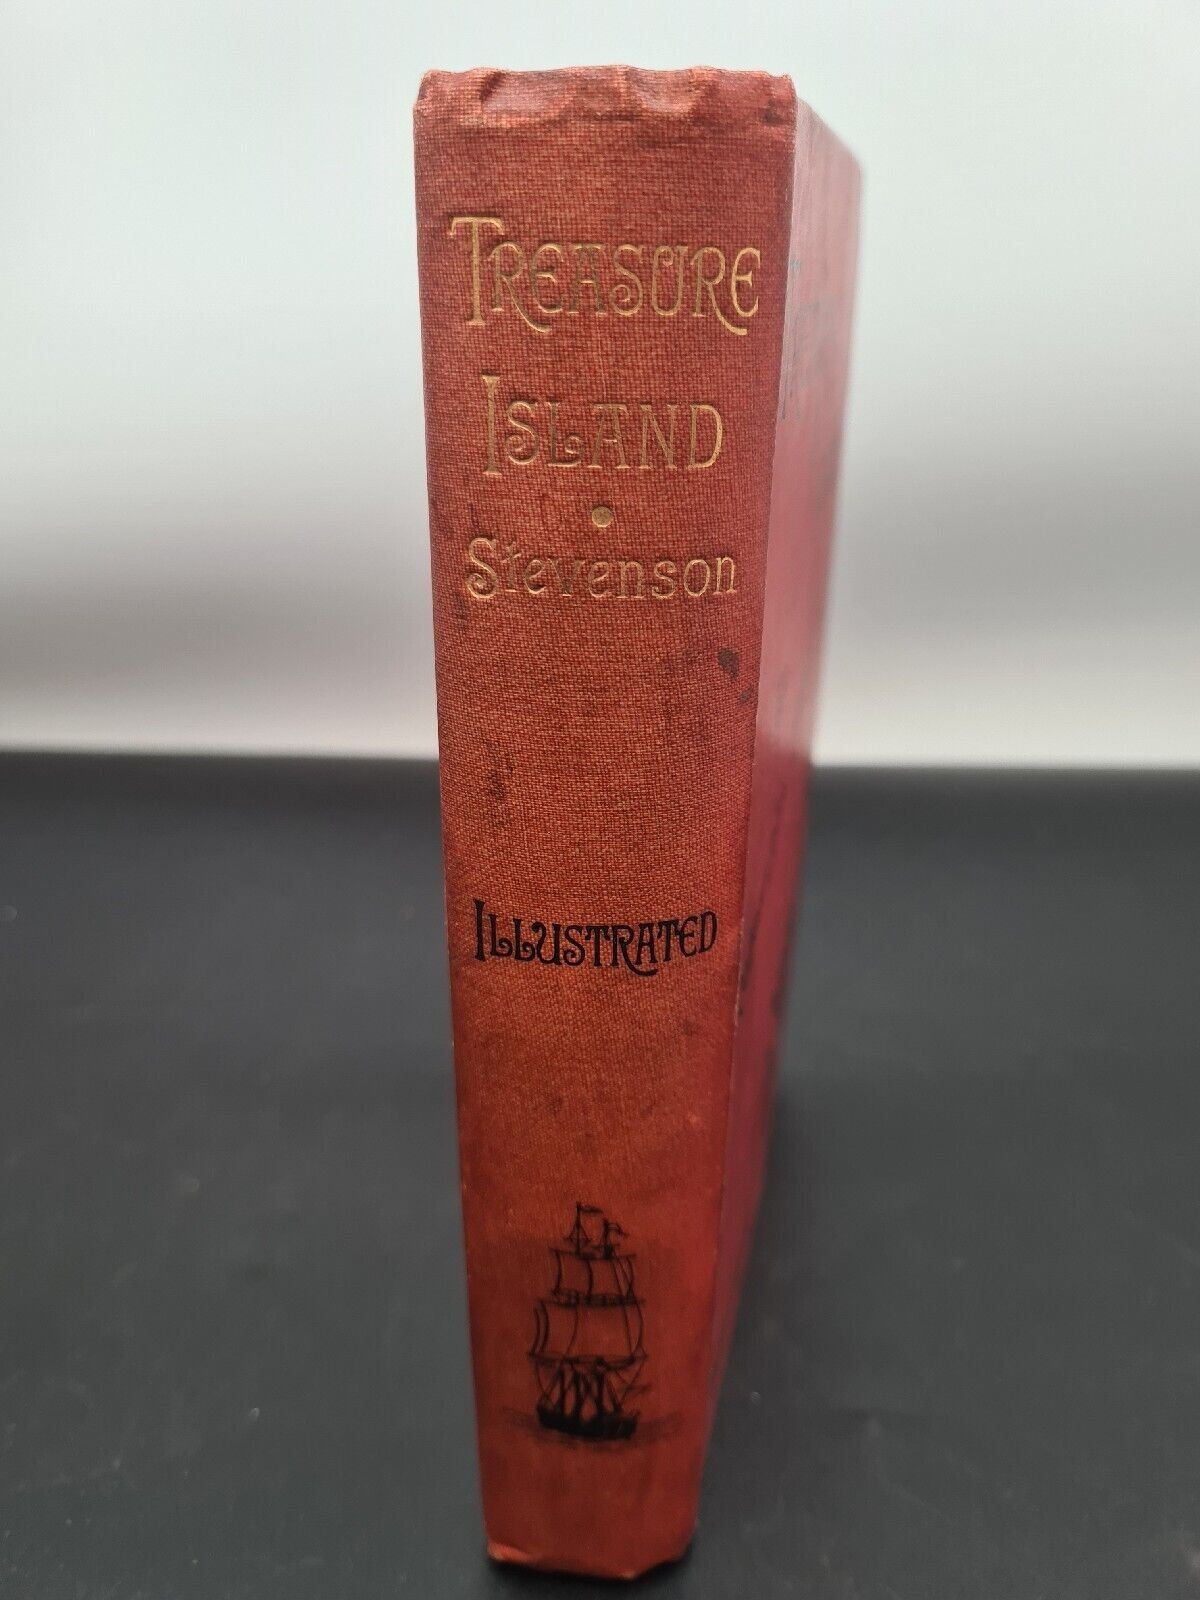 TREASURE
ISLAND
Stevenson
ILLUSTRATED